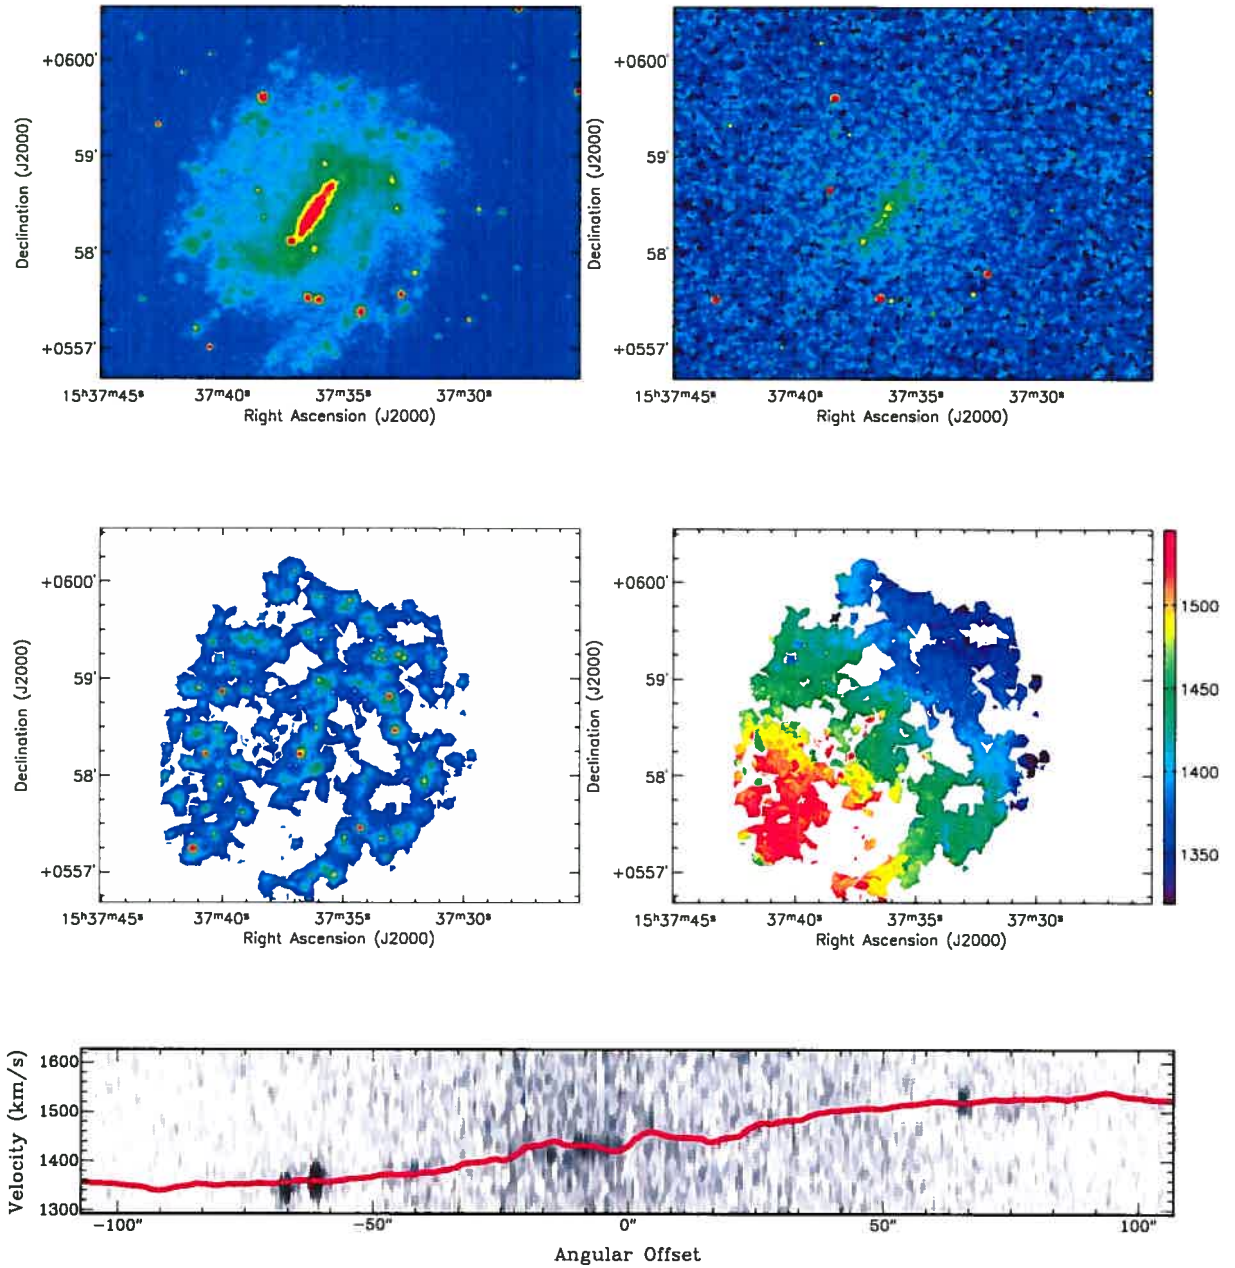 +0600'
59'
58'
+0557'
Declination (J2000)
15ʰ37ᵐ45ˢ
37ᵐ40ˢ
37ᵐ35ˢ
37ᵐ30ˢ
Right Ascension (J2000)
+0600'
59'
58'
+0557'
Declination (J2000)
15ʰ37ᵐ45ˢ
37ᵐ40ˢ
37ᵐ35ˢ
37ᵐ30ˢ
Right Ascension (J2000)
+0600'
59'
58'
+0557'
Declination (J2000)
15ʰ37ᵐ45ˢ
37ᵐ40ˢ
37ᵐ35ˢ
37ᵐ30ˢ
Right Ascension (J2000)
+0600'
59'
58'
+0557'
Declination (J2000)
15ʰ37ᵐ45ˢ
37ᵐ40ˢ
37ᵐ35ˢ
37ᵐ30ˢ
Right Ascension (J2000)
1500
1450
1400
1350
Velocity (km/s)
1600
1500
1400
1300
−100"
−50"
0"
50"
100"
Angular Offset